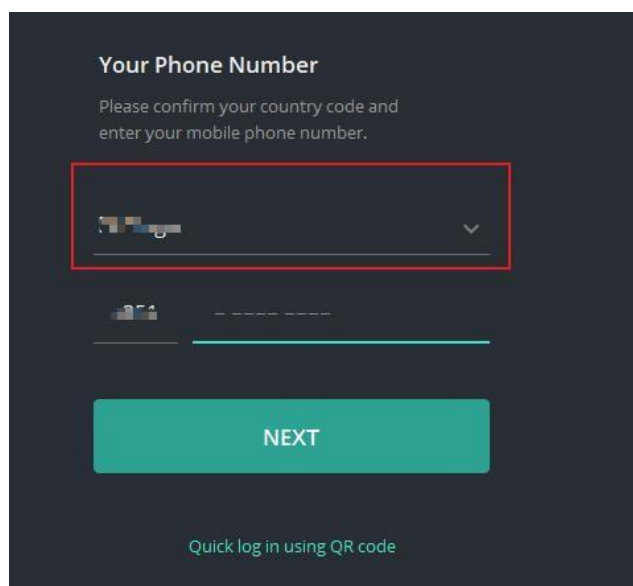 Your Phone Number
Please confirm your country code and
enter your mobile phone number.
NEXT
Quick log in using QR code